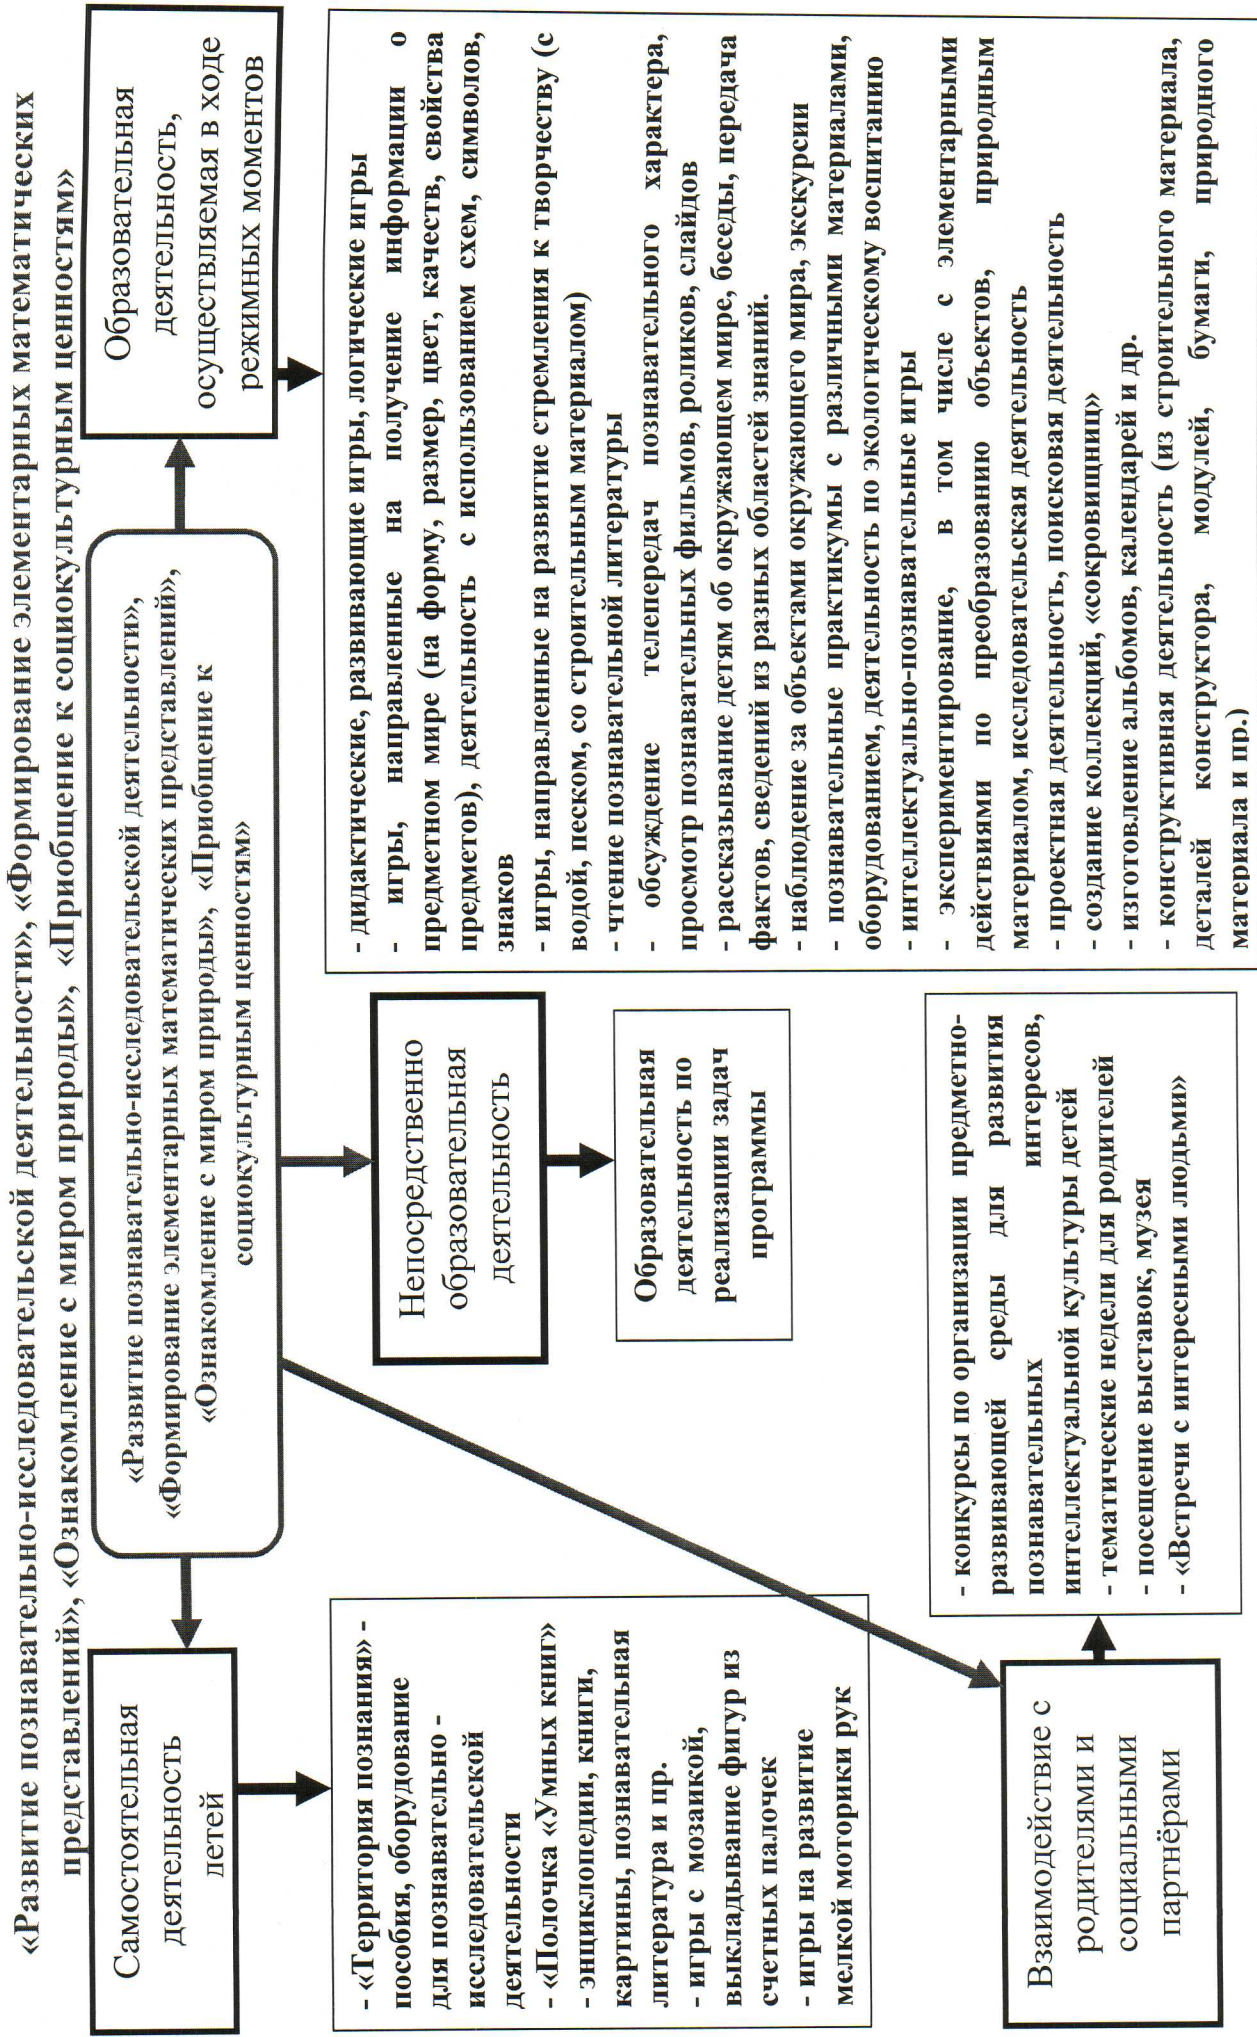 «Развитие познавательно-исследовательской деятельности», «Формирование элементарных математических
представлений», «Ознакомление с миром природы», «Приобщение к социокультурным ценностям»
«Развитие познавательно-исследовательской деятельности»,
«Формирование элементарных математических представлений»,
«Ознакомление с миром природы», «Приобщение к
социокультурным ценностям»
Самостоятельная
деятельность
детей
- «Территория познания» -
пособия, оборудование
для познавательно -
исследовательской
деятельности
- «Полочка «Умных книг»
- энциклопедии, книги,
картины, познавательная
литература и пр.
- игры с мозаикой,
выкладывание фигур из
счетных палочек
- игры на развитие
мелкой моторики рук
Непосредственно
образовательная
деятельность
Образовательная
деятельность по
реализации задач
программы
Образовательная
деятельность,
осуществляемая в ходе
режимных моментов
- дидактические, развивающие игры, логические игры
- игры, направленные на получение информации о
предметном мире (на форму, размер, цвет, качеств, свойства
предметов), деятельность с использованием схем, символов,
знаков
- игры, направленные на развитие стремления к творчеству (с
водой, песком, со строительным материалом)
- чтение познавательной литературы
- обсуждение телепередач познавательного характера,
просмотр познавательных фильмов, роликов, слайдов
- рассказывание детям об окружающем мире, беседы, передача
фактов, сведений из разных областей знаний.
- наблюдение за объектами окружающего мира, экскурсии
- познавательные практикумы с различными материалами,
оборудованием, деятельность по экологическому воспитанию
- интеллектуально-познавательные игры
- экспериментирование, в том числе с элементарными
действиями по преобразованию объектов, природным
материалом, исследовательская деятельность
- проектная деятельность, поисковая деятельность
- создание коллекций, «сокровищниц»
- изготовление альбомов, календарей и др.
- конструктивная деятельность (из строительного материала,
деталей конструктора, модулей, бумаги, природного
материала и пр.)
Взаимодействие с
родителями и
социальными
партнёрами
- конкурсы по организации предметно-
развивающей среды для развития
познавательных интересов,
интеллектуальной культуры детей
- тематические недели для родителей
- посещение выставок, музея
- «Встречи с интересными людьми»